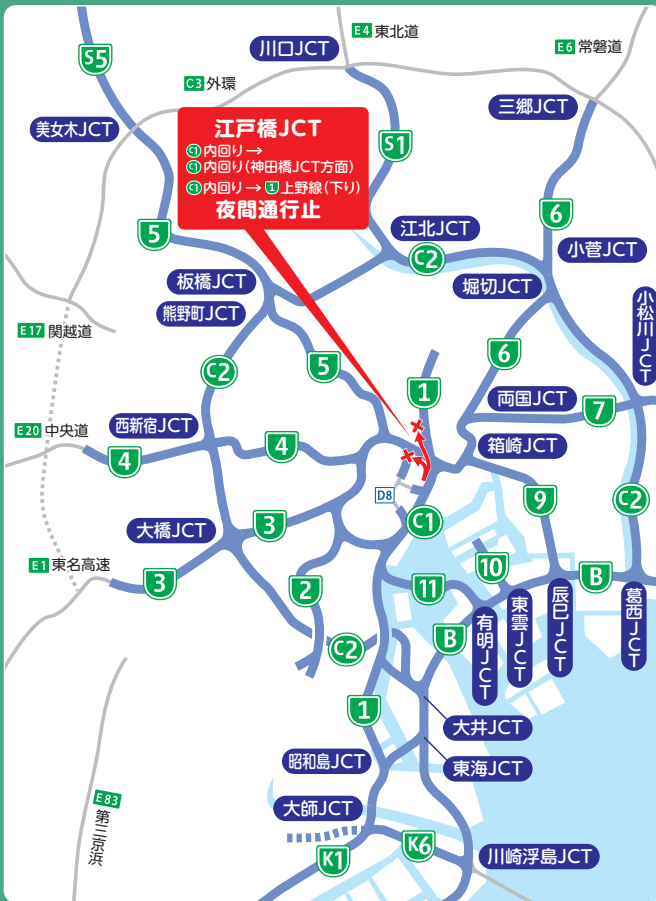 E4 東北道
川口JCT
E6 常磐道
S5
C3 外環
三郷JCT
美女木JCT
江戸橋JCT
C1内回り→
C1内回り(神田橋JCT方面)
C1内回り→1上野線(下り)
夜間通行止
S1
6
5
江北JCT
小菅JCT
C2
板橋JCT
堀切JCT
熊野町JCT
小松川JCT
E17 関越道
6
5
C2
1
両国JCT
7
西新宿JCT
E20 中央道
箱崎JCT
4
4
D8
9
C2
C1
大橋JCT
3
E1 東名高速
10
B
3
2
11
有明JCT
東雲JCT
辰巳JCT
葛西JCT
B
C2
1
大井JCT
昭和島JCT
東海JCT
E83 第三京浜
大師JCT
K1
K6
川崎浮島JCT